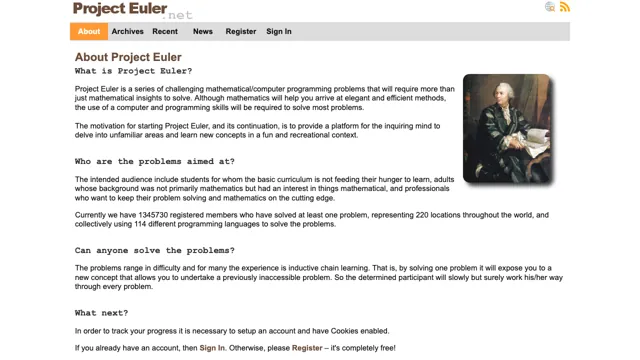 Project Euler
.net
About Archives Recent News Register Sign In
About Project Euler
What is Project Euler?
Project Euler is a series of challenging mathematical/computer programming problems that will require more than
just mathematical insights to solve. Although mathematics will help you arrive at elegant and efficient methods,
the use of a computer and programming skills will be required to solve most problems.
The motivation for starting Project Euler, and its continuation, is to provide a platform for the inquiring mind to
delve into unfamiliar areas and learn new concepts in a fun and recreational context.
Who are the problems aimed at?
The intended audience include students for whom the basic curriculum is not feeding their hunger to learn, adults
whose background was not primarily mathematics but had an interest in things mathematical, and professionals
who want to keep their problem solving and mathematics on the cutting edge.
Currently we have 1345730 registered members who have solved at least one problem, representing 220 locations throughout the world, and
collectively using 114 different programming languages to solve the problems.
Can anyone solve the problems?
The problems range in difficulty and for many the experience is inductive chain learning. That is, by solving one problem it will expose you to a
new concept that allows you to undertake a previously inaccessible problem. So the determined participant will slowly but surely work his/her way
through every problem.
What next?
In order to track your progress it is necessary to setup an account and have Cookies enabled.
If you already have an account, then Sign In. Otherwise, please Register – it's completely free!